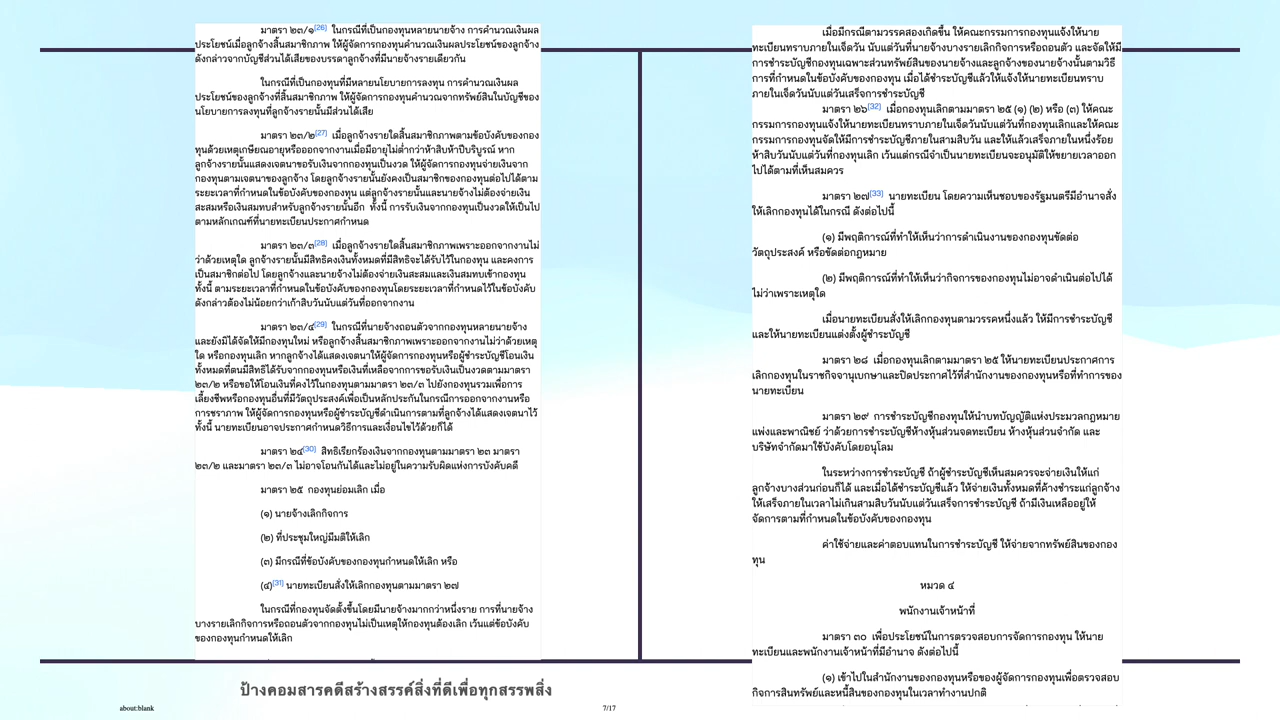 มาตรา ๒๓/๑[26] ในกรณีที่เป็นกองทุนหลายนายจ้าง การคำนวณเงินผล
ประโยชน์เมื่อลูกจ้างสิ้นสมาชิกภาพ ให้ผู้จัดการกองทุนคำนวณเงินผลประโยชน์ของลูกจ้าง
ดังกล่าวจากบัญชีส่วนได้เสียของบรรดาลูกจ้างที่มีนายจ้างรายเดียวกัน
ในกรณีที่เป็นกองทุนที่มีหลายนโยบายการลงทุน การคำนวณเงินผล
ประโยชน์ของลูกจ้างที่สิ้นสมาชิกภาพ ให้ผู้จัดการกองทุนคำนวณจากทรัพย์สินในบัญชีของ
นโยบายการลงทุนที่ลูกจ้างรายนั้นมีส่วนได้เสีย
มาตรา ๒๓/๒[27] เมื่อลูกจ้างรายใดสิ้นสมาชิกภาพตามข้อบังคับของกอง
ทุนด้วยเหตุเกษียณอายุหรือออกจากงานเมื่อมีอายุไม่ต่ำกว่าห้าสิบห้าปีบริบูรณ์ หาก
ลูกจ้างรายนั้นแสดงเจตนาขอรับเงินจากกองทุนเป็นงวด ให้ผู้จัดการกองทุนจ่ายเงินจาก
กองทุนตามเจตนาของลูกจ้าง โดยลูกจ้างรายนั้นยังคงเป็นสมาชิกของกองทุนต่อไปได้ตาม
ระยะเวลาที่กำหนดในข้อบังคับของกองทุน แต่ลูกจ้างรายนั้นและนายจ้างไม่ต้องจ่ายเงิน
สะสมหรือเงินสมทบสำหรับลูกจ้างรายนั้นอีก ทั้งนี้ การรับเงินจากกองทุนเป็นงวดให้เป็นไป
ตามหลักเกณฑ์ที่นายทะเบียนประกาศกำหนด
มาตรา ๒๓/๓[28] เมื่อลูกจ้างรายใดสิ้นสมาชิกภาพเพราะออกจากงานไม่
ว่าด้วยเหตุใด ลูกจ้างรายนั้นมีสิทธิคงเงินทั้งหมดที่มีสิทธิจะได้รับไว้ในกองทุน และคงการ
เป็นสมาชิกต่อไป โดยลูกจ้างและนายจ้างไม่ต้องจ่ายเงินสะสมและเงินสมทบเข้ากองทุน
ทั้งนี้ ตามระยะเวลาที่กำหนดในข้อบังคับของกองทุนโดยระยะเวลาที่กำหนดไว้ในข้อบังคับ
ดังกล่าวต้องไม่น้อยกว่าเก้าสิบวันนับแต่วันที่ออกจากงาน
มาตรา ๒๓/๔[29] ในกรณีที่นายจ้างถอนตัวจากกองทุนหลายนายจ้าง
และยังมิได้จัดให้มีกองทุนใหม่ หรือลูกจ้างสิ้นสมาชิกภาพเพราะออกจากงานไม่ว่าด้วยเหตุ
ใด หรือกองทุนเลิก หากลูกจ้างได้แสดงเจตนาให้ผู้จัดการกองทุนหรือผู้ชำระบัญชีโอนเงิน
ทั้งหมดที่ตนมีสิทธิได้รับจากกองทุนหรือเงินที่เหลือจากการขอรับเงินเป็นงวดตามมาตรา
๒๓/๒ หรือขอให้โอนเงินที่คงไว้ในกองทุนตามมาตรา ๒๓/๓ ไปยังกองทุนรวมเพื่อการ
เลี้ยงชีพหรือกองทุนอื่นที่มีวัตถุประสงค์เพื่อเป็นหลักประกันในกรณีการออกจากงานหรือ
การชราภาพ ให้ผู้จัดการกองทุนหรือผู้ชำระบัญชีดำเนินการตามที่ลูกจ้างได้แสดงเจตนาไว้
ทั้งนี้ นายทะเบียนอาจประกาศกำหนดวิธีการและเงื่อนไขไว้ด้วยก็ได้
มาตรา ๒๔[30] สิทธิเรียกร้องเงินจากกองทุนตามมาตรา ๒๓ มาตรา
๒๓/๒ และมาตรา ๒๓/๓ ไม่อาจโอนกันได้และไม่อยู่ในความรับผิดแห่งการบังคับคดี
มาตรา ๒๕ กองทุนย่อมเลิก เมื่อ
(๑) นายจ้างเลิกกิจการ
(๒) ที่ประชุมใหญ่มีมติให้เลิก
(๓) มีกรณีที่ข้อบังคับของกองทุนกำหนดให้เลิก หรือ
(๔)[31] นายทะเบียนสั่งให้เลิกกองทุนตามมาตรา ๒๗
ในกรณีที่กองทุนจัดตั้งขึ้นโดยมีนายจ้างมากกว่าหนึ่งราย การที่นายจ้าง
บางรายเลิกกิจการหรือถอนตัวจากกองทุนไม่เป็นเหตุให้กองทุนต้องเลิก เว้นแต่ข้อบังคับ
ของกองทุนกำหนดให้เลิก
เมื่อมีกรณีตามวรรคสองเกิดขึ้น ให้คณะกรรมการกองทุนแจ้งให้นาย
ทะเบียนทราบภายในเจ็ดวัน นับแต่วันที่นายจ้างบางรายเลิกกิจการหรือถอนตัว และจัดให้มี
การชำระบัญชีกองทุนเฉพาะส่วนทรัพย์สินของนายจ้างและลูกจ้างของนายจ้างนั้นตามวิธี
การที่กำหนดในข้อบังคับของกองทุน เมื่อได้ชำระบัญชีแล้วให้แจ้งให้นายทะเบียนทราบ
ภายในเจ็ดวันนับแต่วันเสร็จการชำระบัญชี
มาตรา ๒๖[32] เมื่อกองทุนเลิกตามมาตรา ๒๕ (๑) (๒) หรือ (๓) ให้คณะ
กรรมการกองทุนแจ้งให้นายทะเบียนทราบภายในเจ็ดวันนับแต่วันที่กองทุนเลิกและให้คณะ
กรรมการกองทุนจัดให้มีการชำระบัญชีภายในสามสิบวัน และให้แล้วเสร็จภายในหนึ่งร้อย
ห้าสิบวันนับแต่วันที่กองทุนเลิก เว้นแต่กรณีจำเป็นนายทะเบียนจะอนุมัติให้ขยายเวลาออก
ไปได้ตามที่เห็นสมควร
มาตรา ๒๗[33] นายทะเบียน โดยความเห็นชอบของรัฐมนตรีมีอำนาจสั่ง
ให้เลิกกองทุนได้ในกรณี ดังต่อไปนี้
(๑) มีพฤติการณ์ที่ทำให้เห็นว่าการดำเนินงานของกองทุนขัดต่อ
วัตถุประสงค์ หรือขัดต่อกฎหมาย
(๒) มีพฤติการณ์ที่ทำให้เห็นว่ากิจการของกองทุนไม่อาจดำเนินต่อไปได้
ไม่ว่าเพราะเหตุใด
เมื่อนายทะเบียนสั่งให้เลิกกองทุนตามวรรคหนึ่งแล้ว ให้มีการชำระบัญชี
และให้นายทะเบียนแต่งตั้งผู้ชำระบัญชี
มาตรา ๒๘ เมื่อกองทุนเลิกตามมาตรา ๒๕ ให้นายทะเบียนประกาศการ
เลิกกองทุนในราชกิจจานุเบกษาและปิดประกาศไว้ที่สำนักงานของกองทุนหรือที่ทำการของ
นายทะเบียน
มาตรา ๒๙ การชำระบัญชีกองทุนให้นำบทบัญญัติแห่งประมวลกฎหมาย
แพ่งและพาณิชย์ ว่าด้วยการชำระบัญชีห้างหุ้นส่วนจดทะเบียน ห้างหุ้นส่วนจำกัด และ
บริษัทจำกัดมาใช้บังคับโดยอนุโลม
ในระหว่างการชำระบัญชี ถ้าผู้ชำระบัญชีเห็นสมควรจะจ่ายเงินให้แก่
ลูกจ้างบางส่วนก่อนก็ได้ และเมื่อได้ชำระบัญชีแล้ว ให้จ่ายเงินทั้งหมดที่ค้างชำระแก่ลูกจ้าง
ให้เสร็จภายในเวลาไม่เกินสามสิบวันนับแต่วันเสร็จการชำระบัญชี ถ้ามีเงินเหลืออยู่ให้
จัดการตามที่กำหนดในข้อบังคับของกองทุน
ค่าใช้จ่ายและค่าตอบแทนในการชำระบัญชี ให้จ่ายจากทรัพย์สินของกอง
ทุน
หมวด ๔
พนักงานเจ้าหน้าที่
มาตรา ๓๐ เพื่อประโยชน์ในการตรวจสอบการจัดการกองทุน ให้นาย
ทะเบียนและพนักงานเจ้าหน้าที่มีอำนาจ ดังต่อไปนี้
(๑) เข้าไปในสำนักงานของกองทุนหรือของผู้จัดการกองทุนเพื่อตรวจสอบ
กิจการสินทรัพย์และหนี้สินของกองทุนในเวลาทำงานปกติ
ป้างคอมสารคดีสร้างสรรค์สิ่งที่ดีเพื่อทุกสรรพสิ่ง
about:blank
7/17